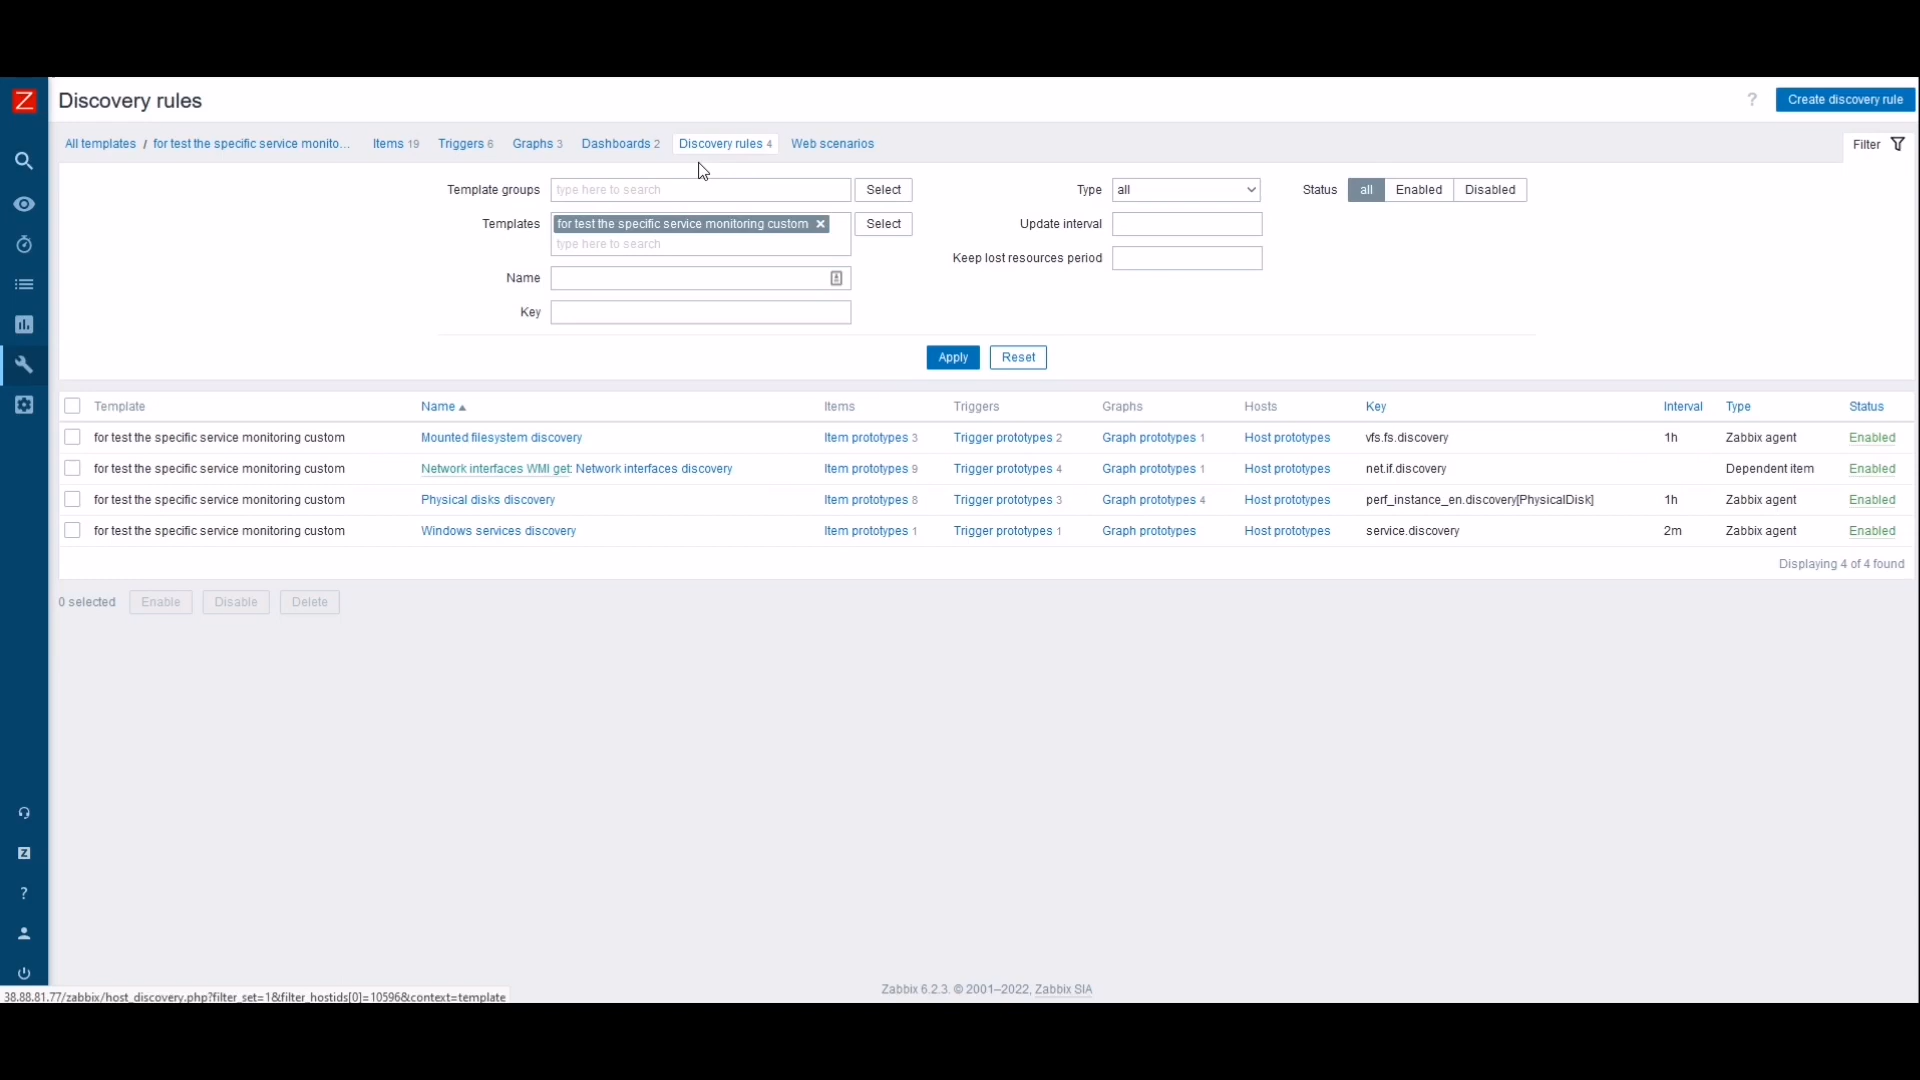 Z
Discovery rules
? Create discovery rule
All templates / for test the specific service monito... Items 19 Triggers 6 Graphs 3 Dashboards 2 Discovery rules 4 Web scenarios Filter
Template groups type here to search Select Type all Status all Enabled Disabled
Templates for test the specific service monitoring custom × Select Update interval
type here to search
Keep lost resources period
Name
Key
Apply Reset
Template Name Items Triggers Graphs Hosts Key Interval Type Status
for test the specific service monitoring custom Mounted filesystem discovery Item prototypes 3 Trigger prototypes 2 Graph prototypes 1 Host prototypes vfs.fs.discovery 1h Zabbix agent Enabled
for test the specific service monitoring custom Network interfaces WMI get: Network interfaces discovery Item prototypes 9 Trigger prototypes 4 Graph prototypes 1 Host prototypes net.if.discovery Dependent item Enabled
for test the specific service monitoring custom Physical disks discovery Item prototypes 8 Trigger prototypes 3 Graph prototypes 4 Host prototypes perf_instance_en.discovery[PhysicalDisk] 1h Zabbix agent Enabled
for test the specific service monitoring custom Windows services discovery Item prototypes 1 Trigger prototypes 1 Graph prototypes Host prototypes service.discovery 2m Zabbix agent Enabled
Displaying 4 of 4 found
0 selected Enable Disable Delete
Z
?
Zabbix 6.2.3. © 2001–2022, Zabbix SIA
38.88.81.77/zabbix/host_discovery.php?filter_set=1&filter_hostids[0]=10596&context=template